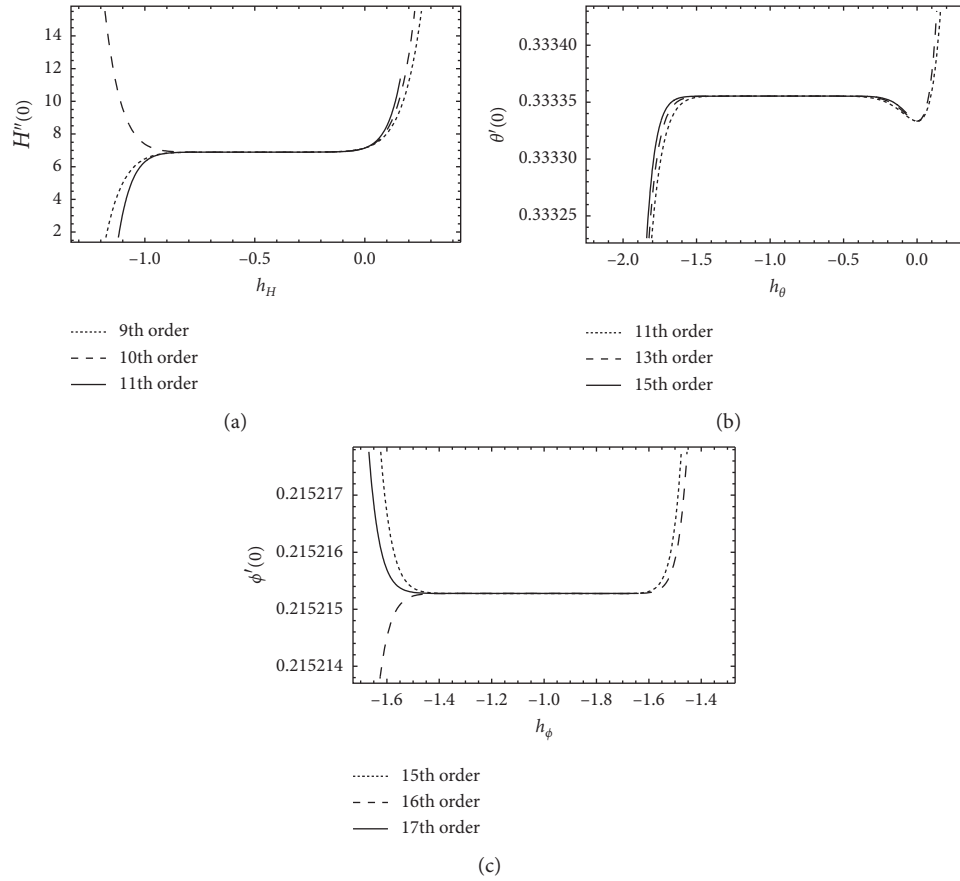 14
12
10
8
6
4
2
H″(0)
−1.0 −0.5 0.0
h_H
9th order
10th order
11th order
(a)
0.33340
0.33335
0.33330
0.33325
θ′(0)
−2.0 −1.5 −1.0 −0.5 0.0
h_θ
11th order
13th order
15th order
(b)
0.215217
0.215216
0.215215
0.215214
ϕ′(0)
−1.6 −1.4 −1.2 −1.0 −1.8 −1.6 −1.4
h_ϕ
15th order
16th order
17th order
(c)